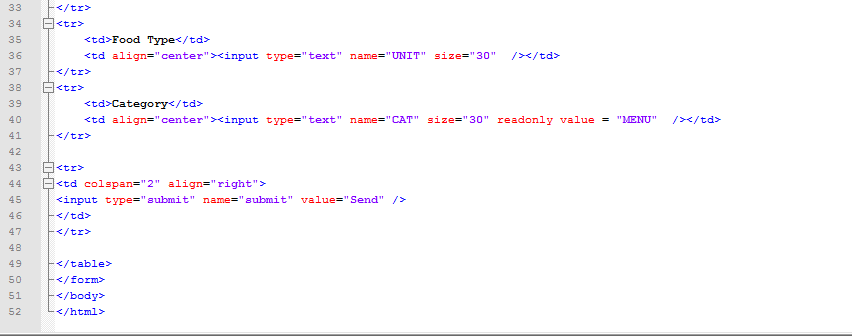 33 </tr>
34 <tr>
35 <td>Food Type</td>
36 <td align="center"><input type="text" name="UNIT" size="30"  /></td>
37 </tr>
38 <tr>
39 <td>Category</td>
40 <td align="center"><input type="text" name="CAT" size="30" readonly value = "MENU"  /></td>
41 </tr>
42
43 <tr>
44 <td colspan="2" align="right">
45 <input type="submit" name="submit" value="Send" />
46 </td>
47 </tr>
48
49 </table>
50 </form>
51 </body>
52 </html>